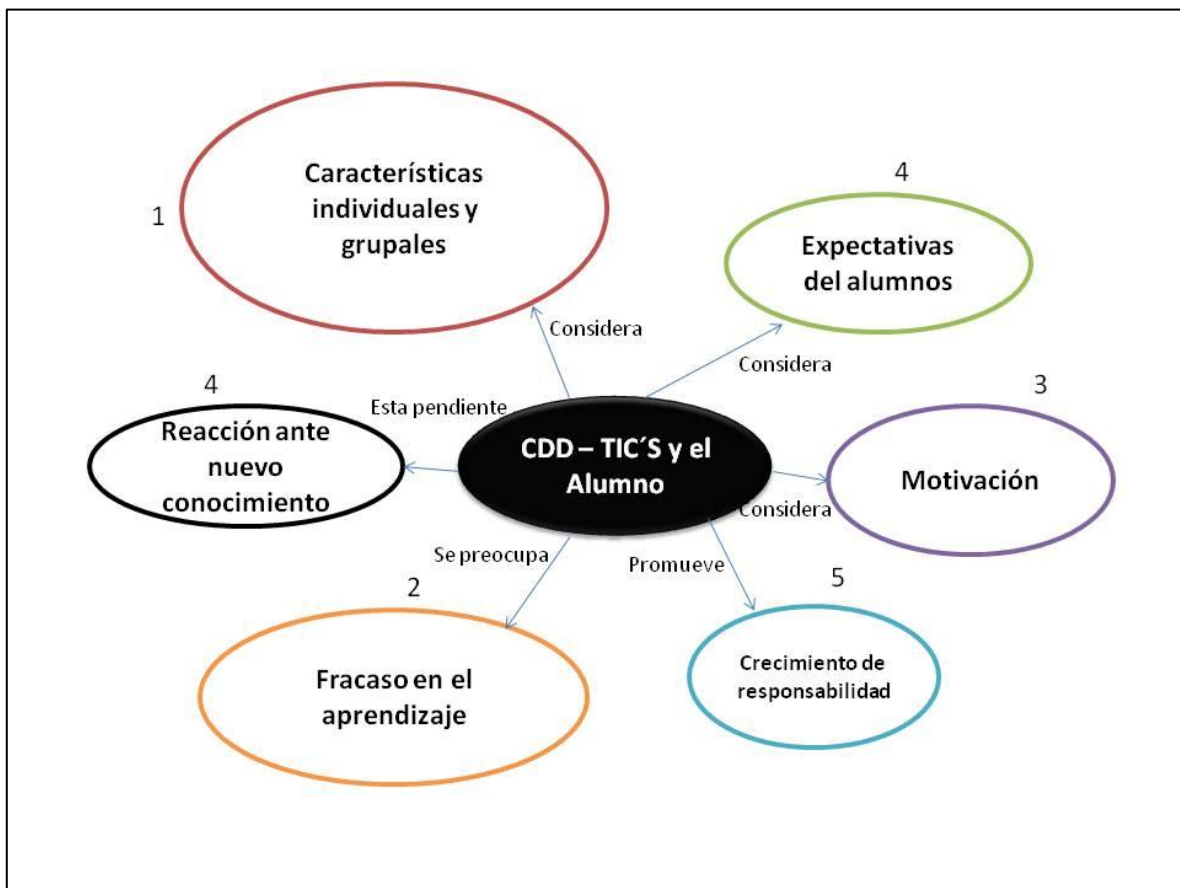 1
Característícas
individuales y
grupales
4
Expectativas
del alumnos
Considera
Considera
4
Reacción ante
nuevo
conocimiento
Esta pendiente
CDD – TIC´S y el
Alumno
3
Motivación
Considera
Se preocupa
Promueve
2
Fracaso en el
aprendizaje
5
Crecimiento de
responsabilidad